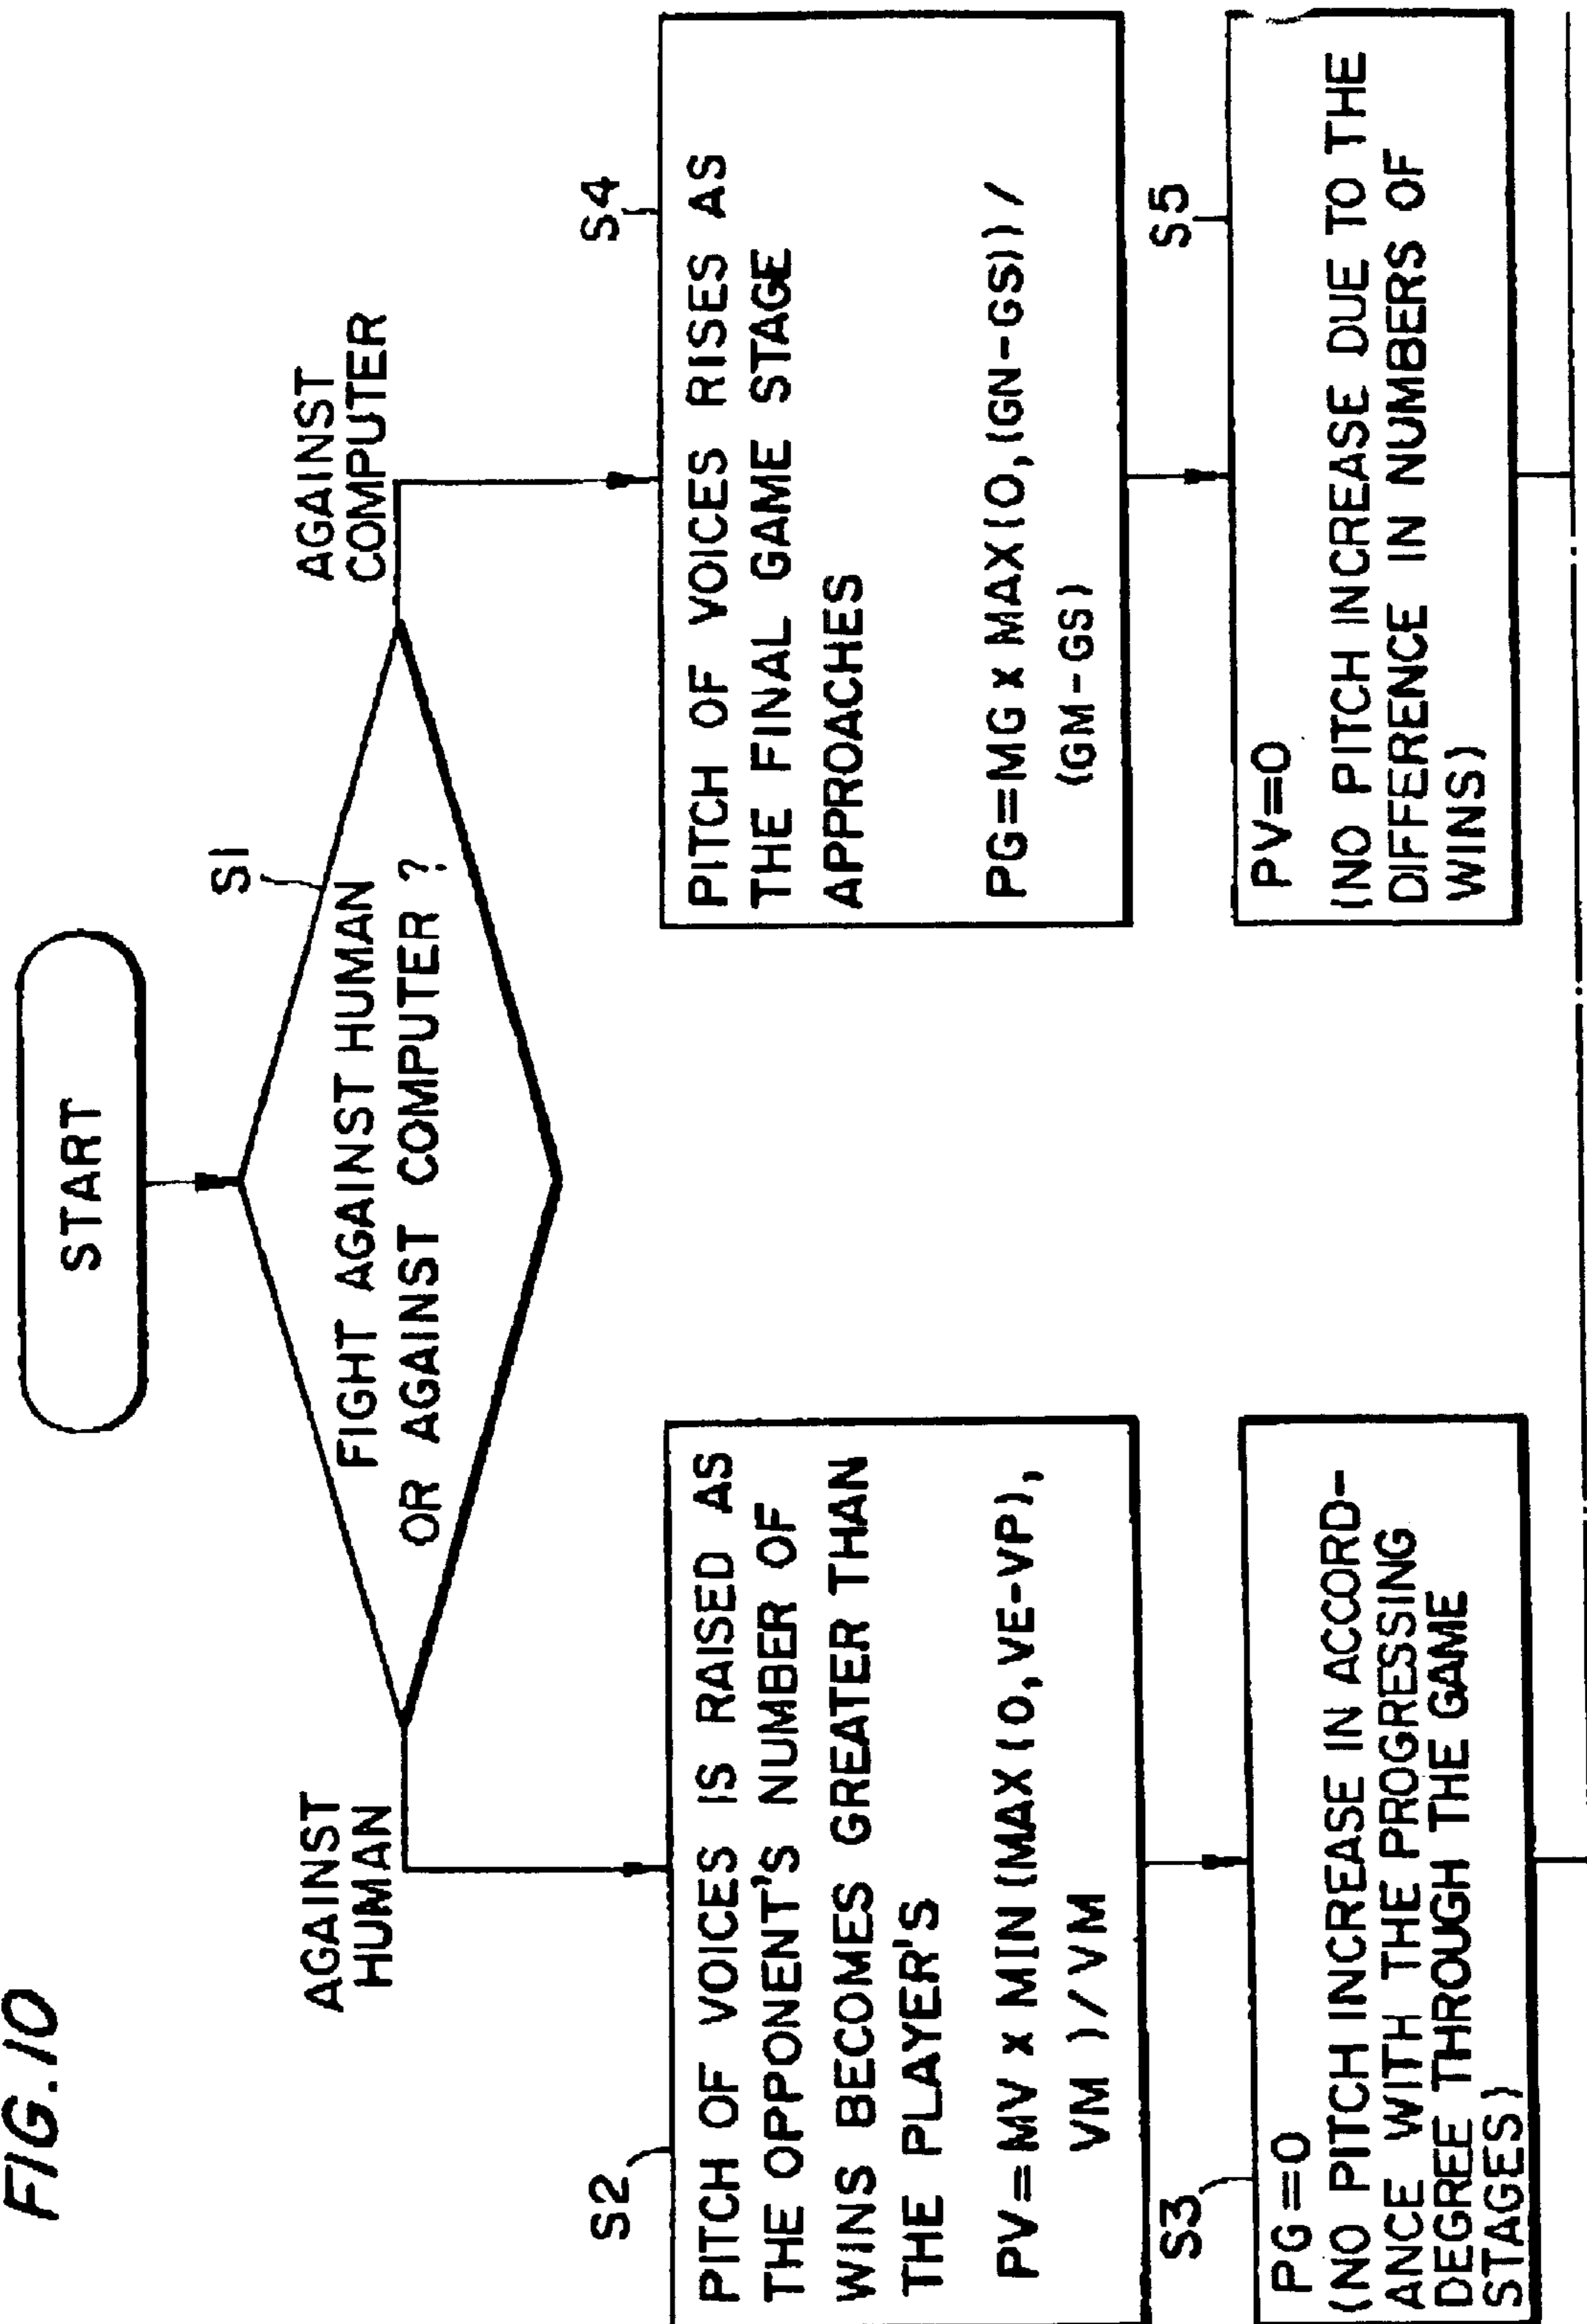 FIG.10
START
S1
FIGHT AGAINST HUMAN
OR AGAINST COMPUTER ?
AGAINST
HUMAN
S2
PITCH OF VOICES IS RAISED AS
THE OPPONENT'S NUMBER OF
WINS BECOMES GREATER THAN
THE PLAYER'S
PV=MV x MIN (MAX (0, VE-VP),
VM )/VM
S3
PG=0
(NO PITCH INCREASE IN ACCORD-
ANCE WITH THE PROGRESSING
DEGREE THROUGH THE GAME
STAGES)
AGAINST
COMPUTER
S4
PITCH OF VOICES RISES AS
THE FINAL GAME STAGE
APPROACHES
PG=MG x MAX(0,(GN-GS))/
(GM-GS)
S5
PV=0
(NO PITCH INCREASE DUE TO THE
DIFFERENCE IN NUMBERS OF
WINS)